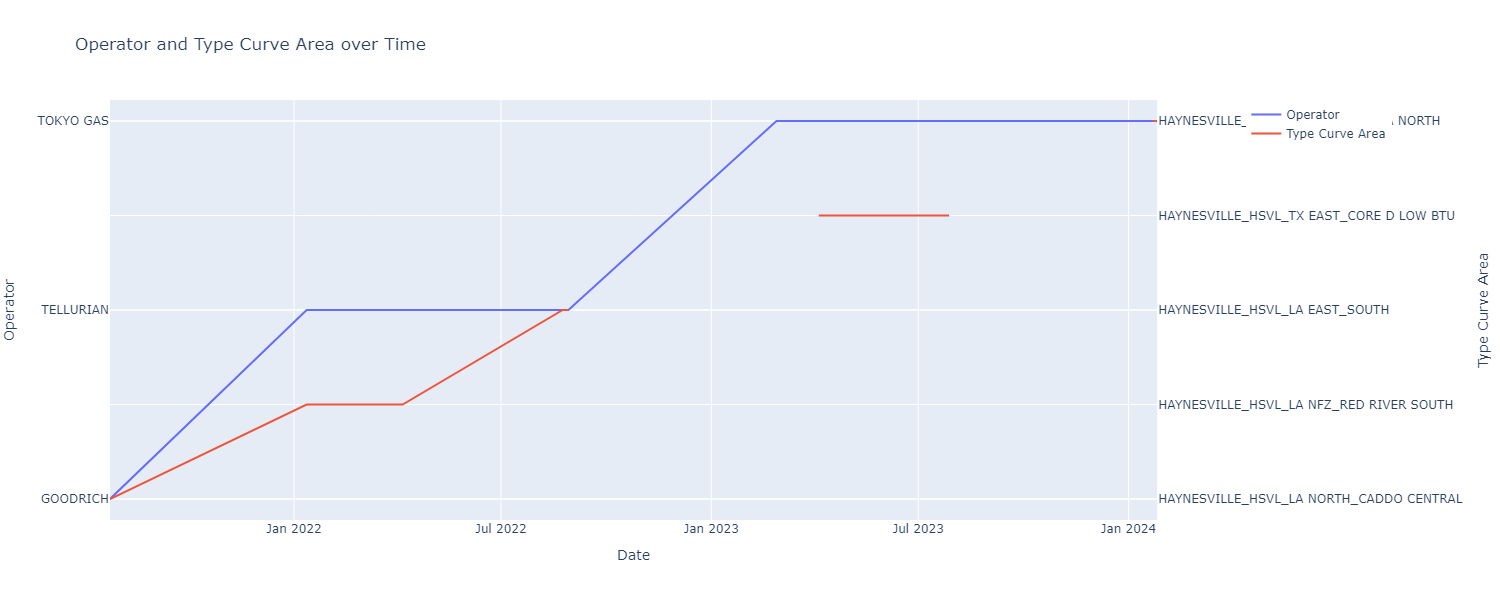 Operator and Type Curve Area over Time
TOKYO GAS
TELLURIAN
GOODRICH
Operator
HAYNESVILLE_
NORTH
HAYNESVILLE_HSVL_TX EAST_CORE D LOW BTU
HAYNESVILLE_HSVL_LA EAST_SOUTH
HAYNESVILLE_HSVL_LA NFZ_RED RIVER SOUTH
HAYNESVILLE_HSVL_LA NORTH_CADDO CENTRAL
Operator
Type Curve Area
Type Curve Area
Jan 2022
Jul 2022
Jan 2023
Jul 2023
Jan 2024
Date